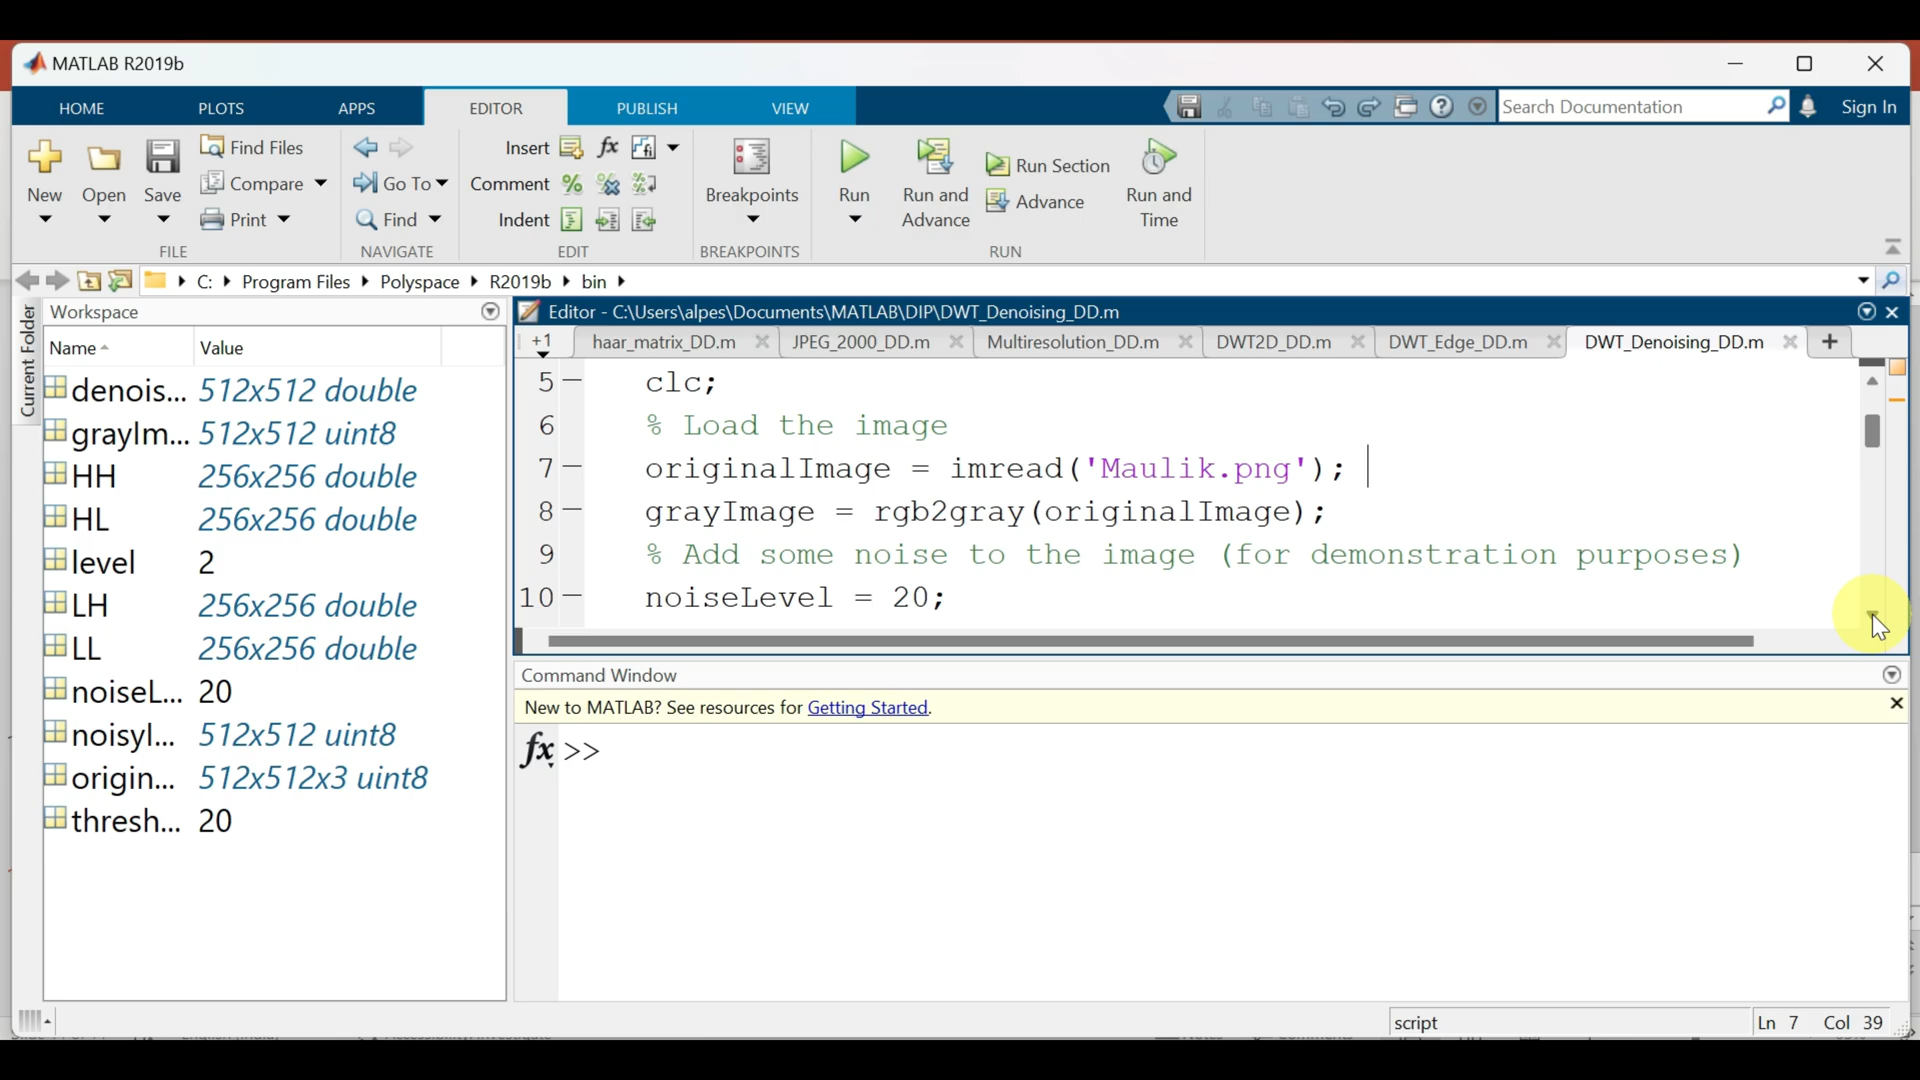 MATLAB R2019b
HOME PLOTS APPS EDITOR PUBLISH VIEW Search Documentation Sign In
New Open Save Find Files Compare Print
Go To Find
Insert fx Comment Indent
Breakpoints
Run Run and Advance Run Section Advance Run and Time
FILE NAVIGATE EDIT BREAKPOINTS RUN
C: Program Files Polyspace R2019b bin
Current Folder
Workspace
Name Value
denois... 512x512 double
grayIm... 512x512 uint8
HH 256x256 double
HL 256x256 double
level 2
LH 256x256 double
LL 256x256 double
noiseL... 20
noisyI... 512x512 uint8
origin... 512x512x3 uint8
thresh... 20
Editor - C:\Users\alpes\Documents\MATLAB\DIP\DWT_Denoising_DD.m
+1 haar_matrix_DD.m JPEG_2000_DD.m Multiresolution_DD.m DWT2D_DD.m DWT_Edge_DD.m DWT_Denoising_DD.m +
5 clc;
6 % Load the image
7 originalImage = imread('Maulik.png');
8 grayImage = rgb2gray(originalImage);
9 % Add some noise to the image (for demonstration purposes)
10 noiseLevel = 20;
Command Window
New to MATLAB? See resources for Getting Started.
fx >>
script Ln 7 Col 39